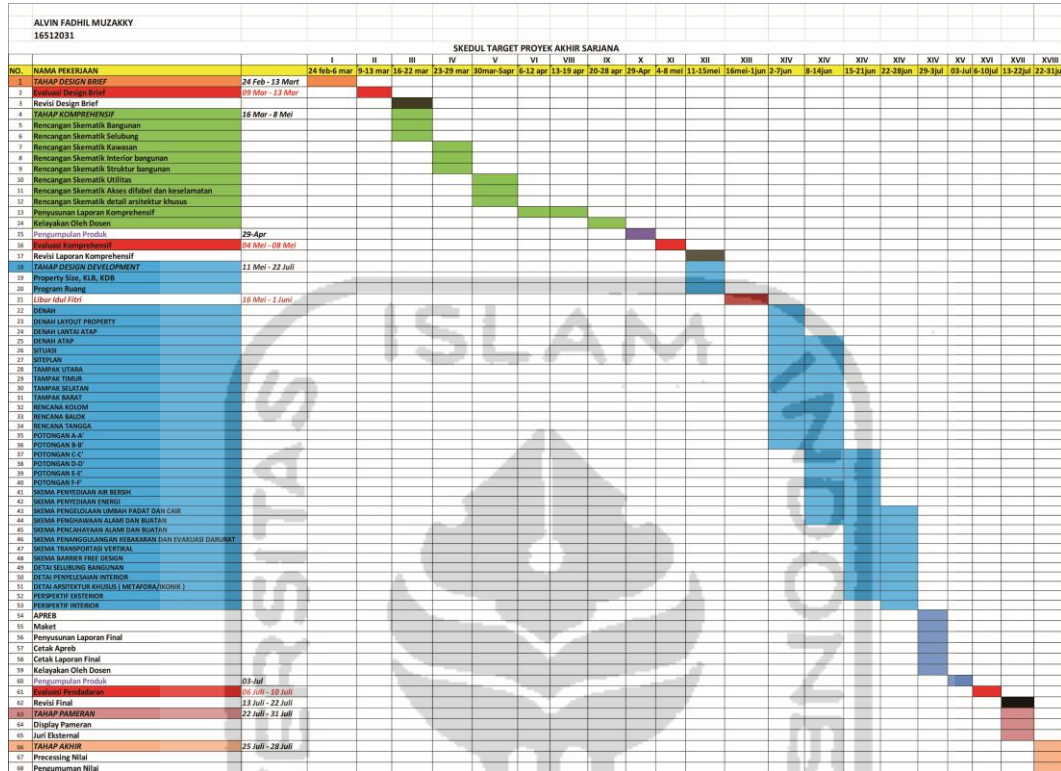 ALVIN FADHIL MUZAKKY
16512031
SKEDUL TARGET PROYEK AKHIR SARJANA
I II III IV V VI VIII IX X XI XII XIII XIV XIV XIV XIV XIV XV XVI XVII XVIII
NO. NAMA PEKERJAAN 24 feb-6 mar 9-13 mar 16-22 mar 23-29 mar 30mar-5apr 6-12 apr 13-19 apr 20-28 apr 29-Apr 4-8 mei 11-15mei 16mei-1jun 2-7jun 8-14jun 15-21jun 22-28jun 29-3jul 03-Jul 6-10jul 13-22jul 22-31jul
1 TAHAP DESIGN BRIEF 24 Feb - 13 Mart
2 Evaluasi Design Brief 09 Mar - 13 Mar
3 Revisi Design Brief
4 TAHAP KOMPREHENSIF 16 Mar - 8 Mei
5 Rencangan Skematik Bangunan
6 Rencangan Skematik Selubung
7 Rencangan Skematik Kawasan
8 Rencangan Skematik Interior bangunan
9 Rencangan Skematik Struktur bangunan
10 Rencangan Skematik Utilitas
11 Rencangan Skematik Akses difabel dan keselamatan
12 Rencangan Skematik detail arsitektur khusus
13 Penyusunan Laporan Komprehensif
14 Kelayakan Oleh Dosen
15 Pengumpulan Produk 29-Apr
16 Evaluasi Komprehensif 04 Mei - 08 Mei
17 Revisi Laporan Komprehensif
18 TAHAP DESIGN DEVELOPMENT 11 Mei - 22 Juli
19 Property Size, KLB, KDB
20 Program Ruang
21 Libur Idul Fitri 16 Mei - 1 Juni
22 DENAH
23 DENAH LAYOUT PROPERTY
24 DENAH LANTAI ATAP
25 DENAH ATAP
26 SITUASI
27 SITEPLAN
28 TAMPAK UTARA
29 TAMPAK TIMUR
30 TAMPAK SELATAN
31 TAMPAK BARAT
32 RENCANA KOLOM
33 RENCANA BALOK
34 RENCANA TANGGA
35 POTONGAN A-A'
36 POTONGAN B-B'
37 POTONGAN C-C'
38 POTONGAN D-D'
39 POTONGAN E-E'
40 POTONGAN F-F'
41 SKEMA PENYEDIAAN AIR BERSIH
42 SKEMA PENYEDIAAN ENERGI
43 SKEMA PENGELOLAAN LIMBAH PADAT DAN CAIR
44 SKEMA PENGHAWAAN ALAMI DAN BUATAN
45 SKEMA PENCAHAYAAN ALAMI DAN BUATAN
46 SKEMA PENANGGULANGAN KEBAKARAN DAN EVAKUASI DARURAT
47 SKEMA TRANSPORTASI VERTIKAL
48 SKEMA BARRIER FREE DESIGN
49 DETAI SELUBUNG BANGUNAN
50 DETAI PENYELESAIAN INTERIOR
51 DETAI ARSITEKTUR KHUSUS ( METAFORA/IKONIK )
52 PERSPEKTIF EKSTERIOR
53 PERSPEKTIF INTERIOR
54 APREB
55 Maket
56 Penyusunan Laporan Final
57 Cetak Apreb
58 Cetak Laporan Final
59 Kelayakan Oleh Dosen
60 Pengumpulan Produk 03-Jul
61 Evaluasi Pendadaran 06 Juli - 10 Juli
62 Revisi Final 13 Juli - 22 Juli
63 TAHAP PAMERAN 22 Juli - 31 Juli
64 Display Pameran
65 Juri Eksternal
66 TAHAP AKHIR 25 Juli - 28 Juli
67 Precessing Nilai
68 Pengumuman Nilai
ISLAM